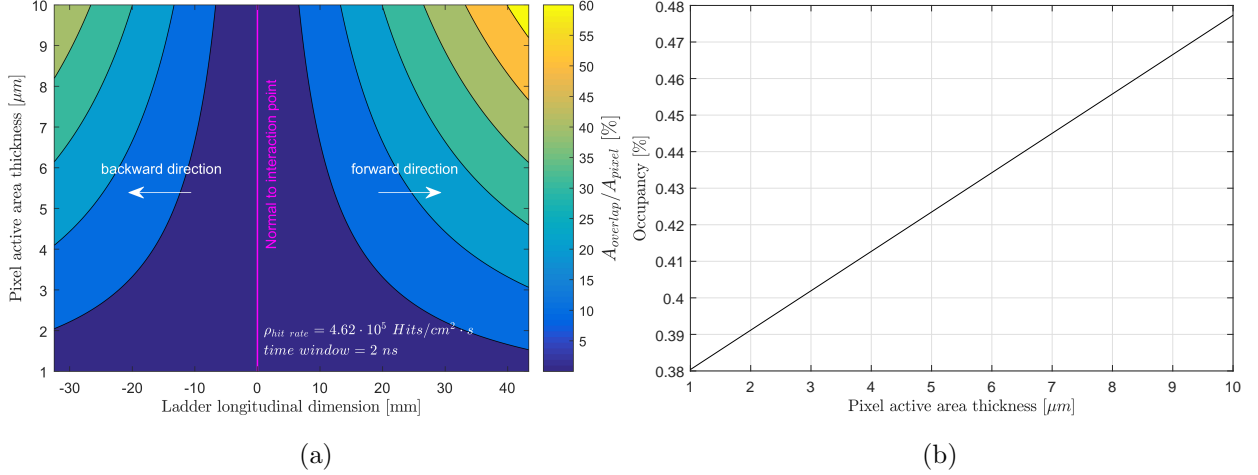 10
9
8
7
6
5
4
3
2
1
Pixel active area thickness [μm]
backward direction
forward direction
Normal to interaction point
ρhit rate = 4.62 · 10⁵ Hits/cm² · s
time window = 2 ns
-30 -20 -10 0 10 20 30 40
Ladder longitudinal dimension [mm]
60
55
50
45
40
35
30
25
20
15
10
5
Aoverlap/Apixel [%]
(a)
0.48
0.47
0.46
0.45
0.44
0.43
0.42
0.41
0.4
0.39
0.38
Occupancy [%]
1 2 3 4 5 6 7 8 9 10
Pixel active area thickness [μm]
(b)